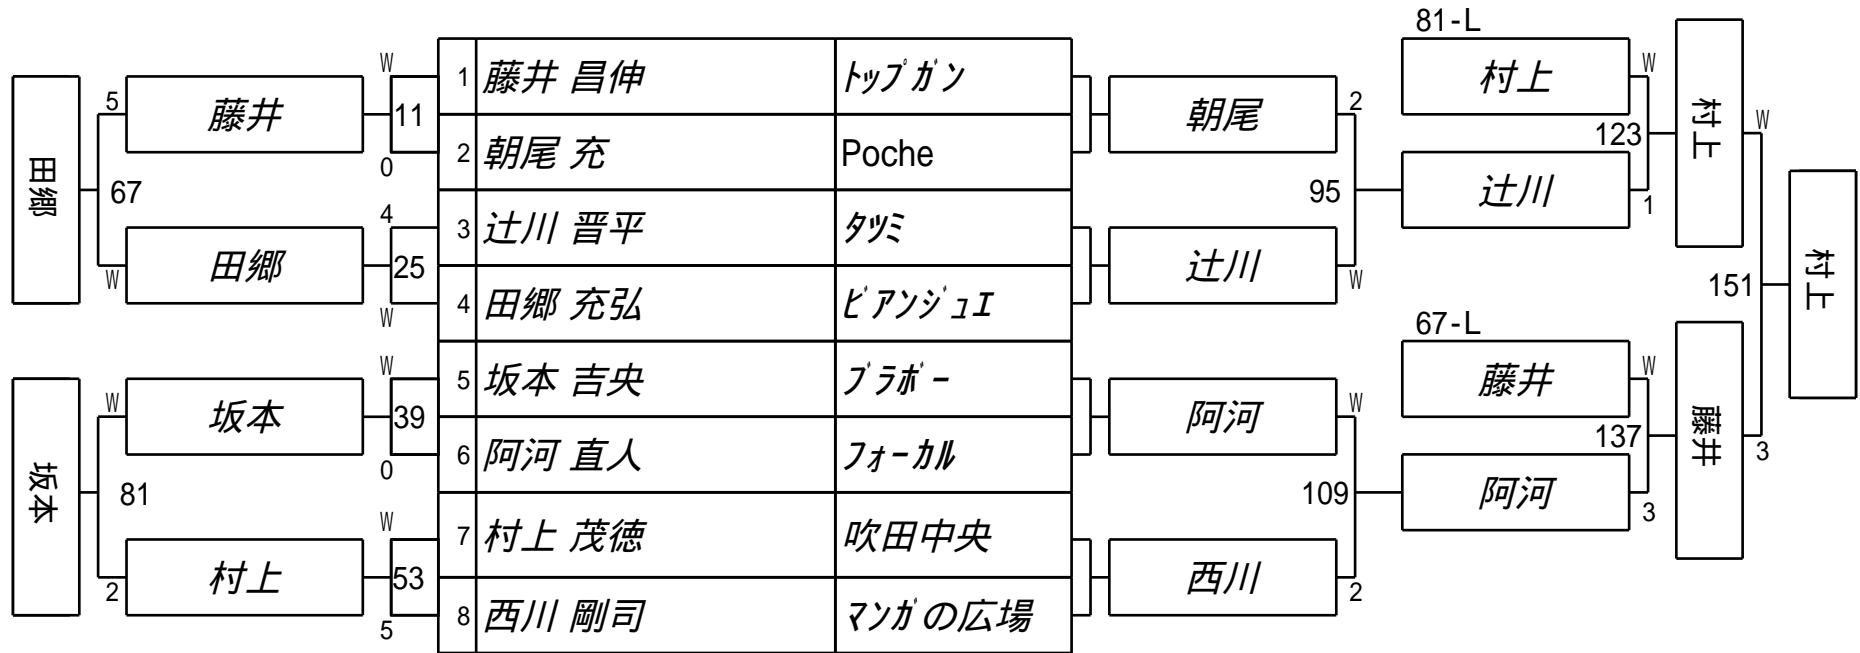 81-L
W
1 藤井 昌伸 トップガン
村上
W
5
藤井
11
朝尾
2
村上
W
123
2 朝尾 充 Poche
0
田郷
67
95
辻川
1
4
3 辻川 晋平 タツミ
田郷
25
辻川
W
W
4 田郷 充弘 ビアンジュエ
W
151
村上
67-L
W
5 坂本 吉央 ブラボー
藤井
W
W
坂本
39
阿河
W
137
藤井
3
6 阿河 直人 フォーカル
0
坂本
81
109
阿河
3
W
7 村上 茂徳 吹田中央
2
村上
53
西川
2
8 西川 剛司 マンガの広場
5